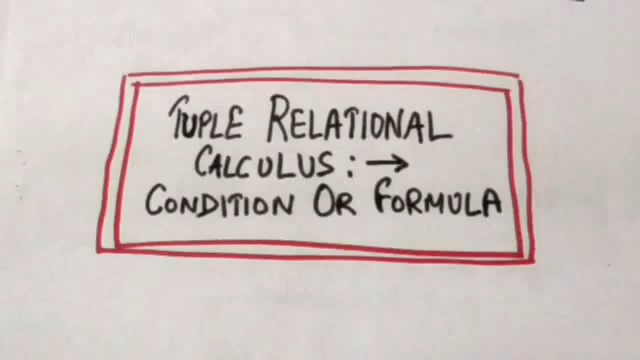 TUPLE RELATIONAL
CALCULUS : →
CONDITION OR FORMULA